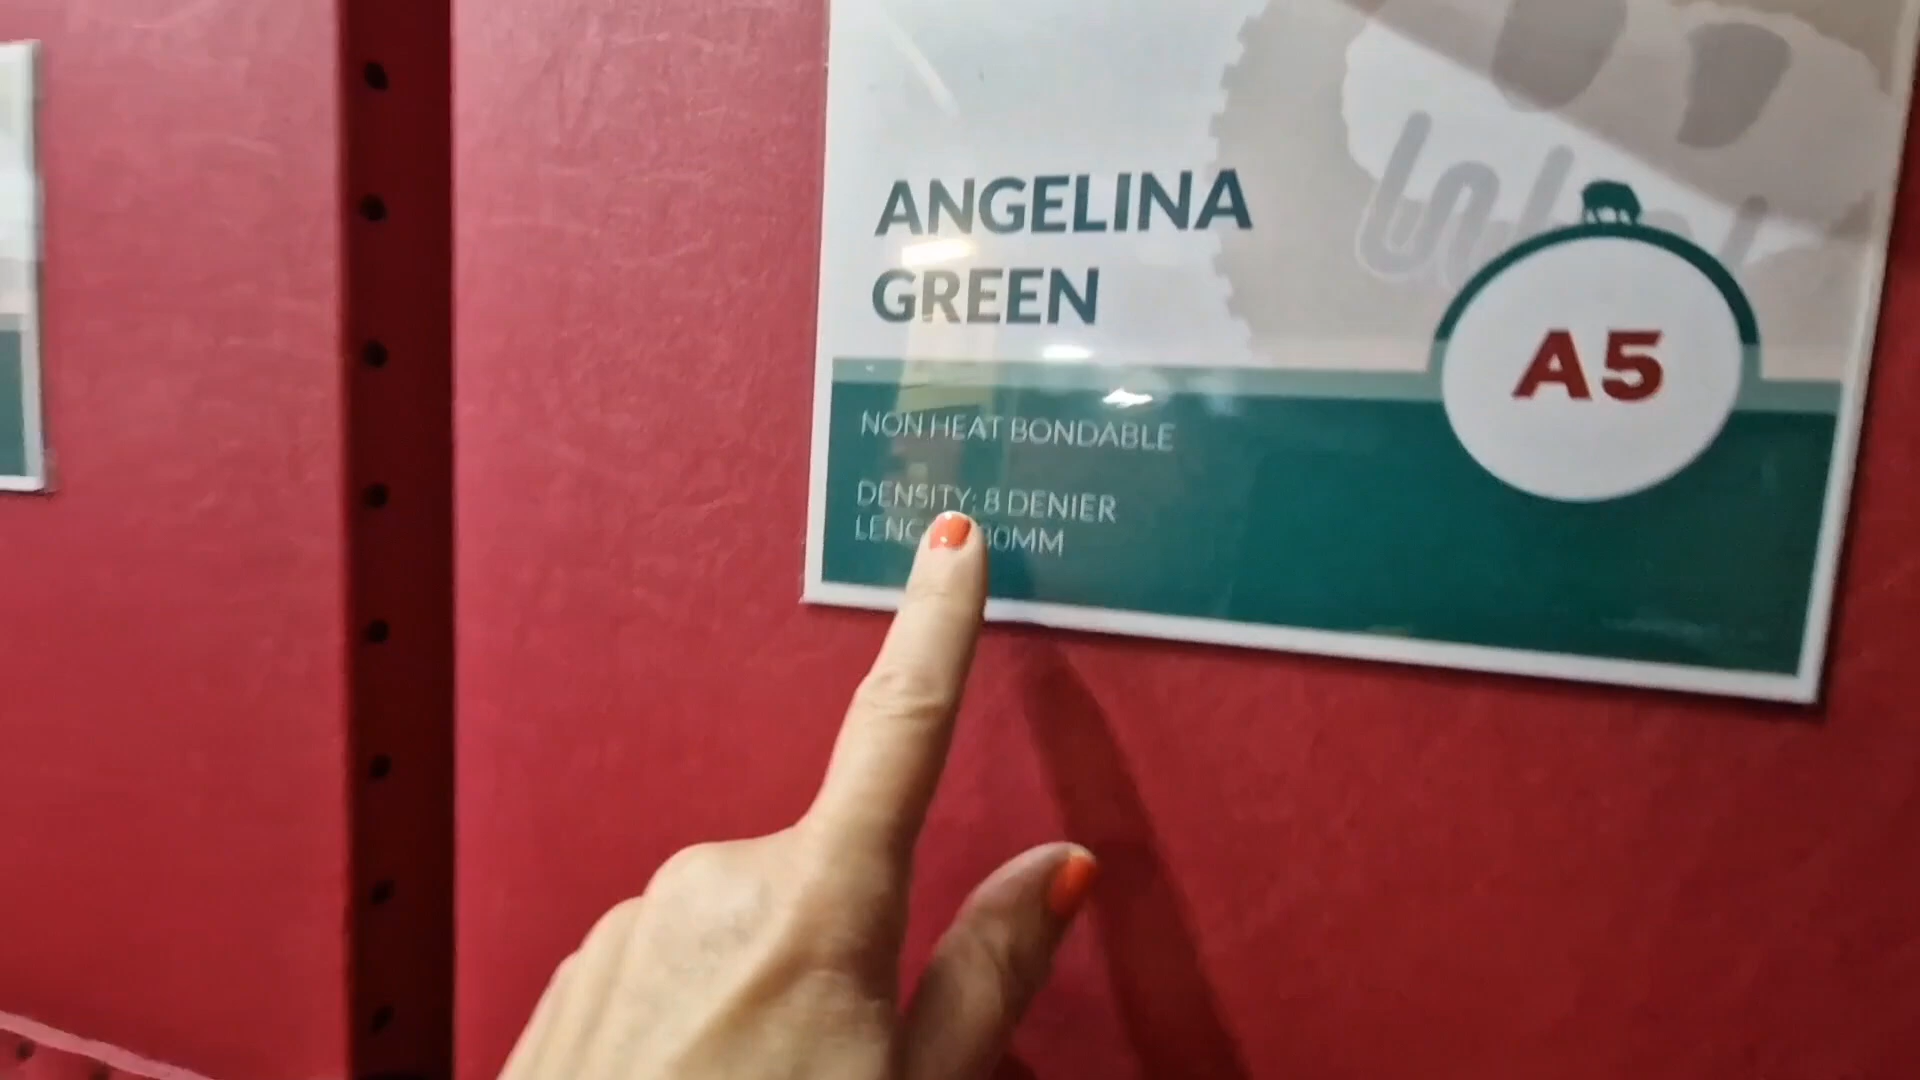 ANGELINA
GREEN
A5
NON HEAT BONDABLE
DENSITY: 8 DENIER